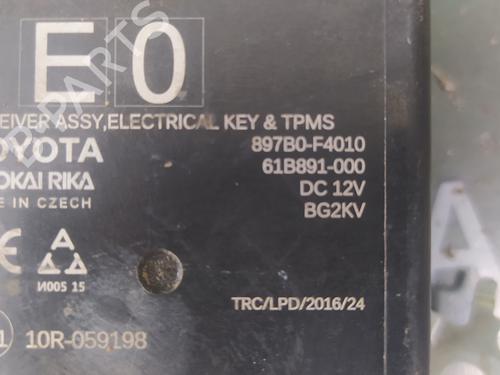 E0
EIVER ASSY,ELECTRICAL KEY & TPMS
OYOTA 897B0-F4010
OKAI RIKA 61B891-000
E IN CZECH DC 12V
BG2KV
И005 15
TRC/LPD/2016/24
1 10R-059198